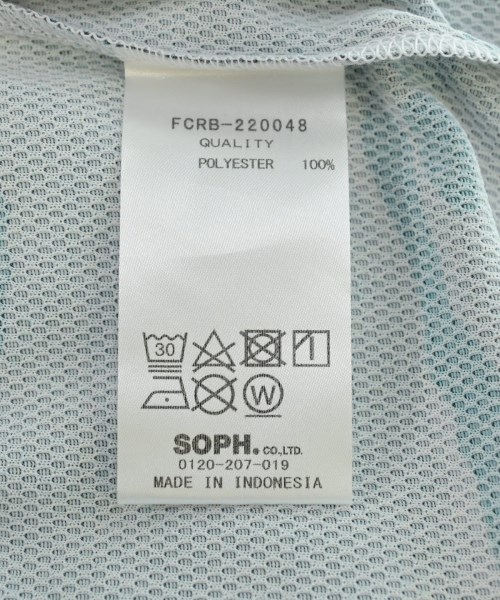 FCRB-220048
QUALITY
POLYESTER 100%
30
W
SOPH. CO.,LTD.
0120-207-019
MADE IN INDONESIA